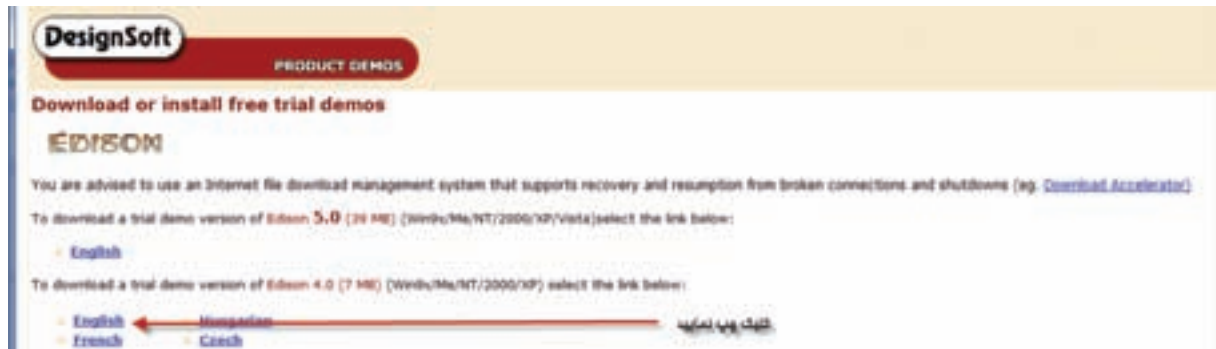 DesignSoft
PRODUCT DEMOS
Download or install free trial demos
EDISON
You are advised to use an Internet file download management system that supports recovery and resumption from broken connections and shutdowns (eg. Download Accelerator)
To download a trial demo version of Edison 5.0 (39 MB) (Win9x/Me/NT/2000/XP/Vista)select the link below:
English
To download a trial demo version of Edison 4.0 (7 MB) (Win9x/Me/NT/2000/XP) select the link below:
English Hungarian کلیک چپ نمایید
French Czech